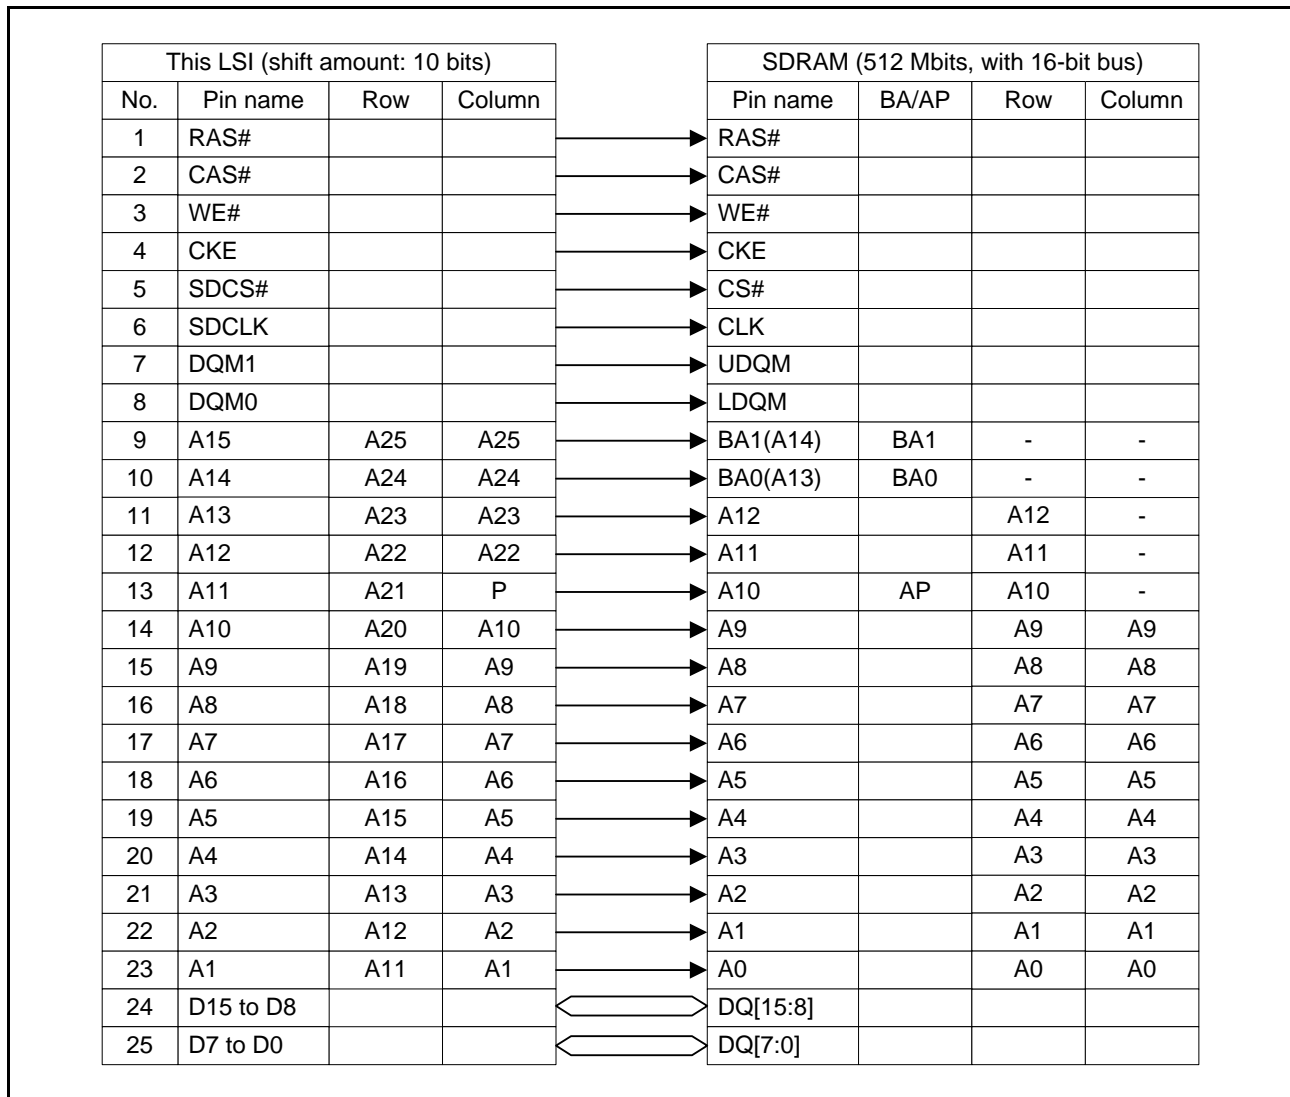 This LSI (shift amount: 10 bits) SDRAM (512 Mbits, with 16-bit bus)
No. Pin name Row Column Pin name BA/AP Row Column
1 RAS# RAS#
2 CAS# CAS#
3 WE# WE#
4 CKE CKE
5 SDCS# CS#
6 SDCLK CLK
7 DQM1 UDQM
8 DQM0 LDQM
9 A15 A25 A25 BA1(A14) BA1 - -
10 A14 A24 A24 BA0(A13) BA0 - -
11 A13 A23 A23 A12 A12 -
12 A12 A22 A22 A11 A11 -
13 A11 A21 P A10 AP A10 -
14 A10 A20 A10 A9 A9 A9
15 A9 A19 A9 A8 A8 A8
16 A8 A18 A8 A7 A7 A7
17 A7 A17 A7 A6 A6 A6
18 A6 A16 A6 A5 A5 A5
19 A5 A15 A5 A4 A4 A4
20 A4 A14 A4 A3 A3 A3
21 A3 A13 A3 A2 A2 A2
22 A2 A12 A2 A1 A1 A1
23 A1 A11 A1 A0 A0 A0
24 D15 to D8 DQ[15:8]
25 D7 to D0 DQ[7:0]